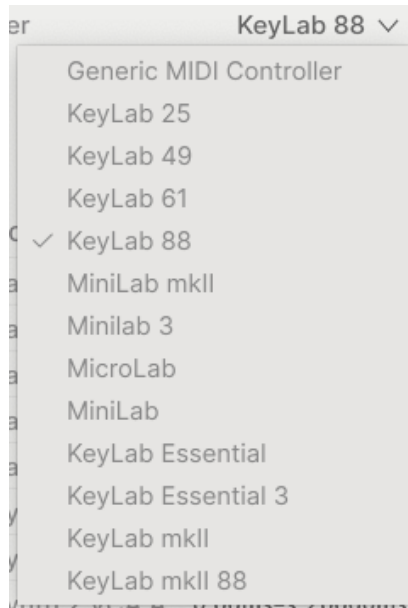 er KeyLab 88
Generic MIDI Controller
KeyLab 25
KeyLab 49
KeyLab 61
KeyLab 88
MiniLab mkII
Minilab 3
MicroLab
MiniLab
KeyLab Essential
KeyLab Essential 3
KeyLab mkII
KeyLab mkII 88